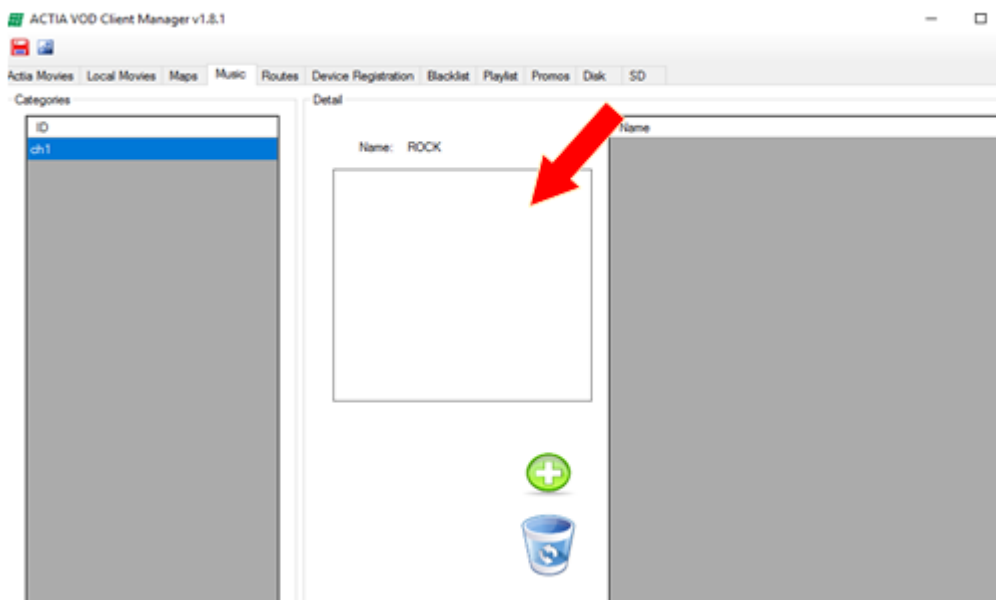 ACTIA VOD Client Manager v1.8.1
Actia Movies Local Movies Maps Music Routes Device Registration Blacklist Playlist Promos Disk SD
Categories
Detail
ID
Name
ch1
Name: ROCK